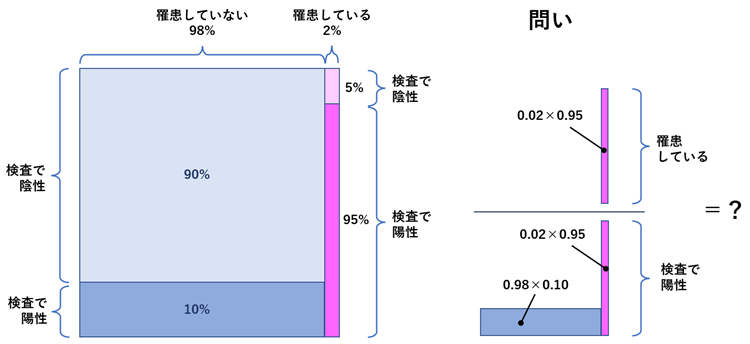 罹患していない
98%
罹患している
2%
検査で
陰性
90%
検査で
陽性
10%
5%
検査で
陰性
95%
検査で
陽性
問い
0.02×0.95
罹患
している
＝？
0.02×0.95
0.98×0.10
検査で
陽性